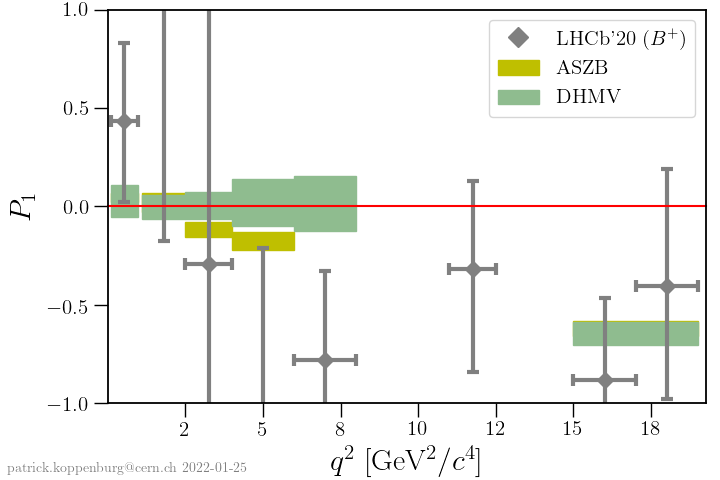 1.0
LHCb'20 (B⁺)
ASZB
DHMV
0.5
0.0
P₁
−0.5
−1.0
2 5 8 10 12 15 18
q² [GeV²/c⁴]
patrick.koppenburg@cern.ch 2022-01-25